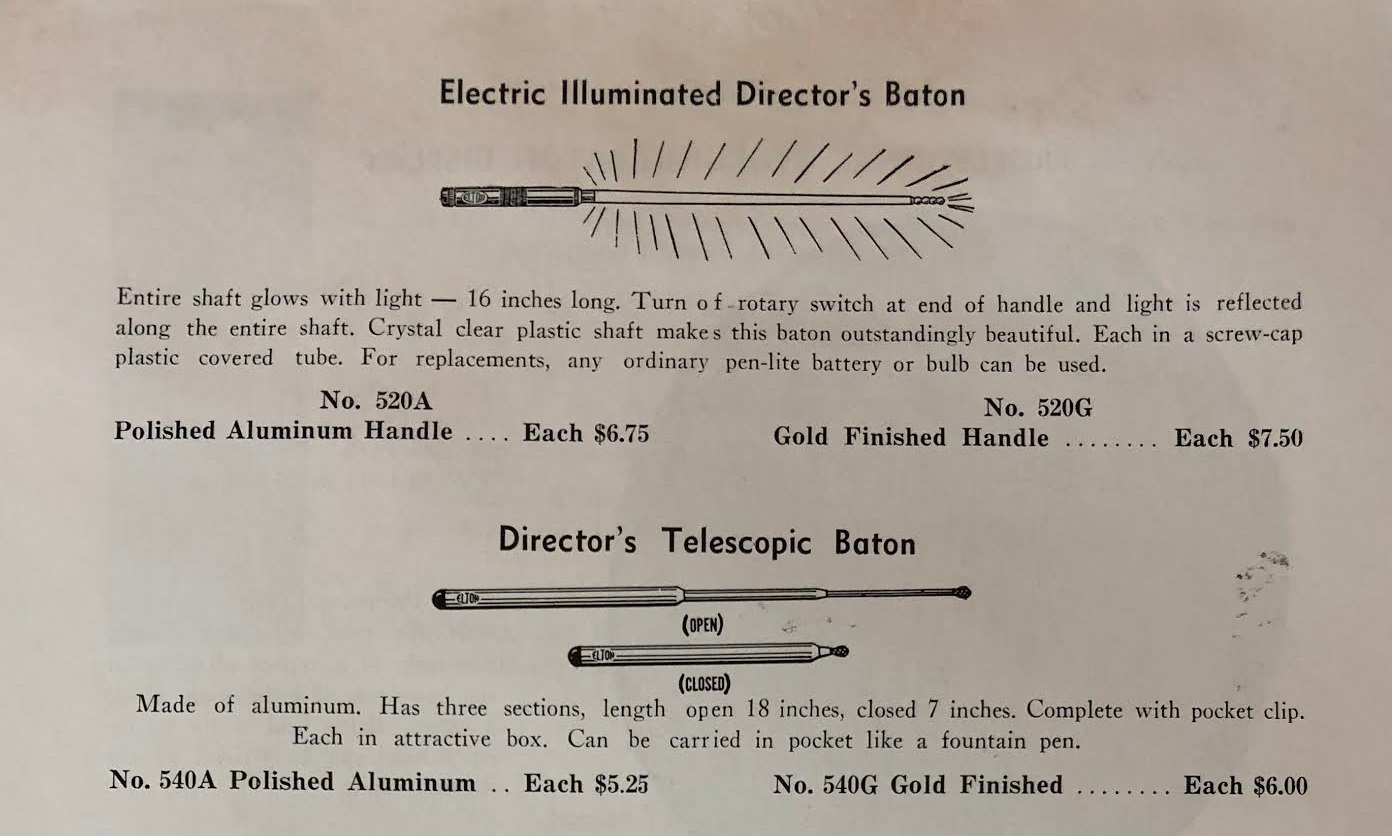 Electric Illuminated Director's Baton
ELTON
Entire shaft glows with light — 16 inches long. Turn of rotary switch at end of handle and light is reflected
along the entire shaft. Crystal clear plastic shaft makes this baton outstandingly beautiful. Each in a screw-cap
plastic covered tube. For replacements, any ordinary pen-lite battery or bulb can be used.
No. 520A
Polished Aluminum Handle .... Each $6.75
No. 520G
Gold Finished Handle ........ Each $7.50
Director's Telescopic Baton
ELTON
(OPEN)
ELTON
(CLOSED)
Made of aluminum. Has three sections, length open 18 inches, closed 7 inches. Complete with pocket clip.
Each in attractive box. Can be carried in pocket like a fountain pen.
No. 540A Polished Aluminum .. Each $5.25
No. 540G Gold Finished ........ Each $6.00